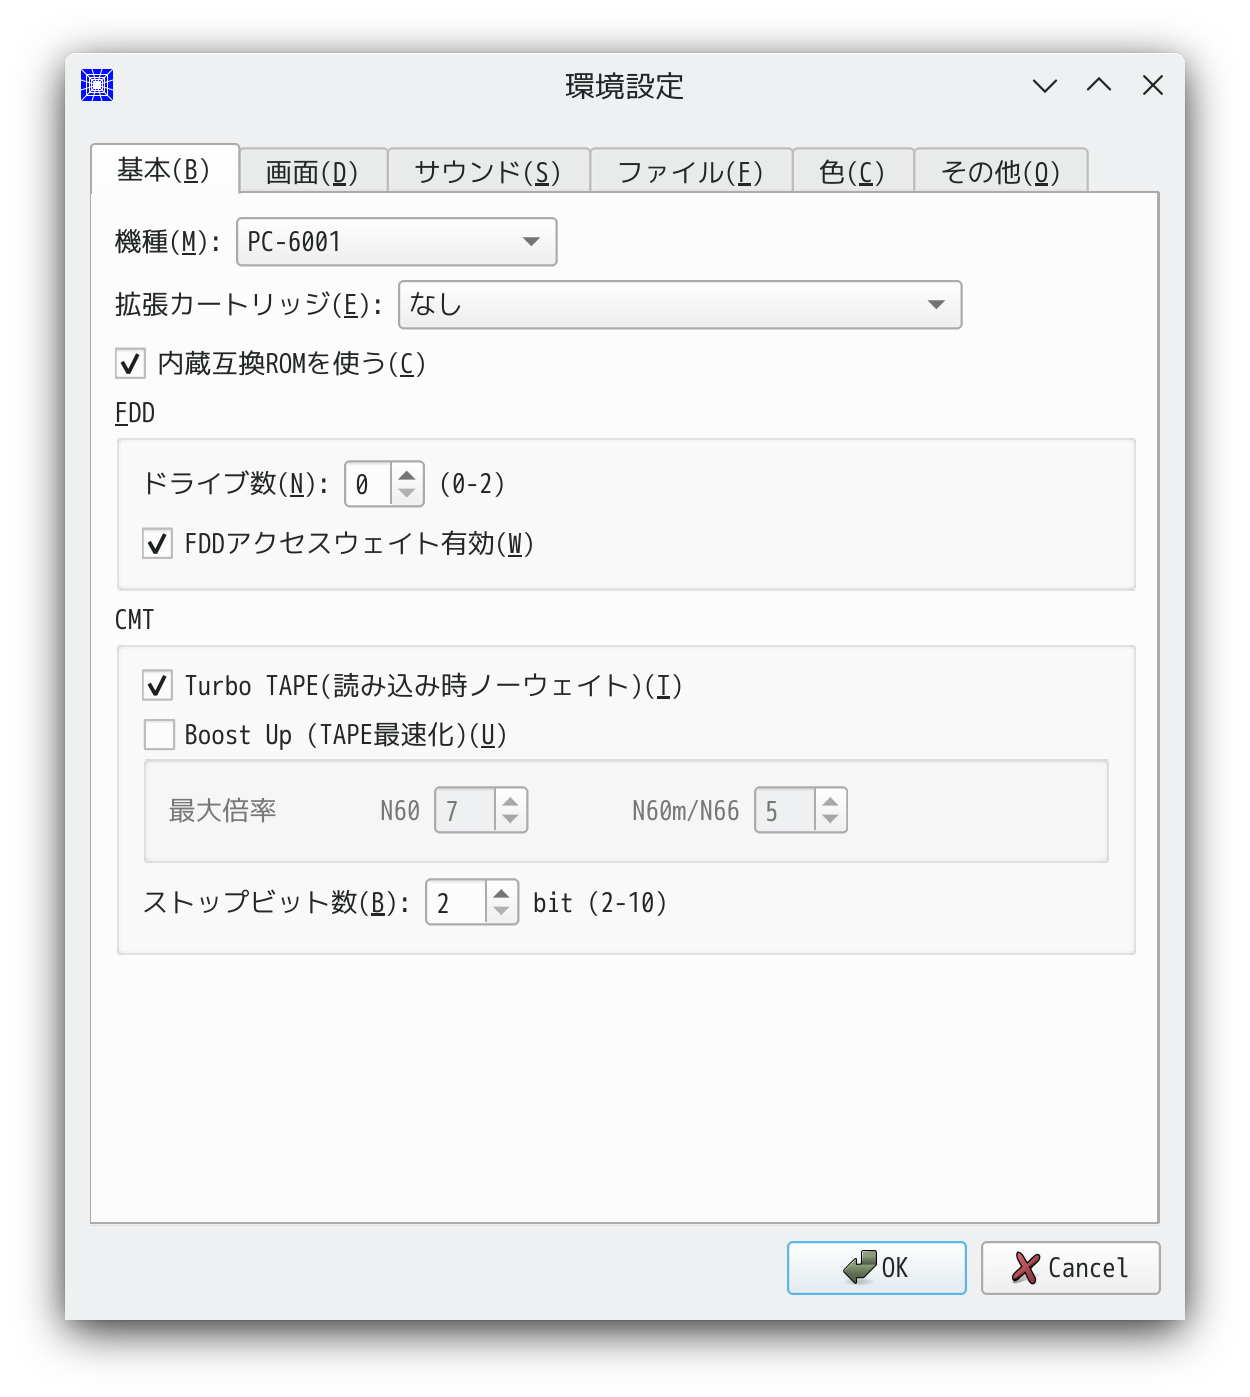 環境設定
基本(B) 画面(D) サウンド(S) ファイル(F) 色(C) その他(O)
機種(M): PC-6001
拡張カートリッジ(E): なし
内蔵互換ROMを使う(C)
FDD
ドライブ数(N): 0 (0-2)
FDDアクセスウェイト有効(W)
CMT
Turbo TAPE(読み込み時ノーウェイト)(T)
Boost Up (TAPE最速化)(U)
最大倍率 N60 7 N60m/N66 5
ストップビット数(B): 2 bit (2-10)
OK Cancel